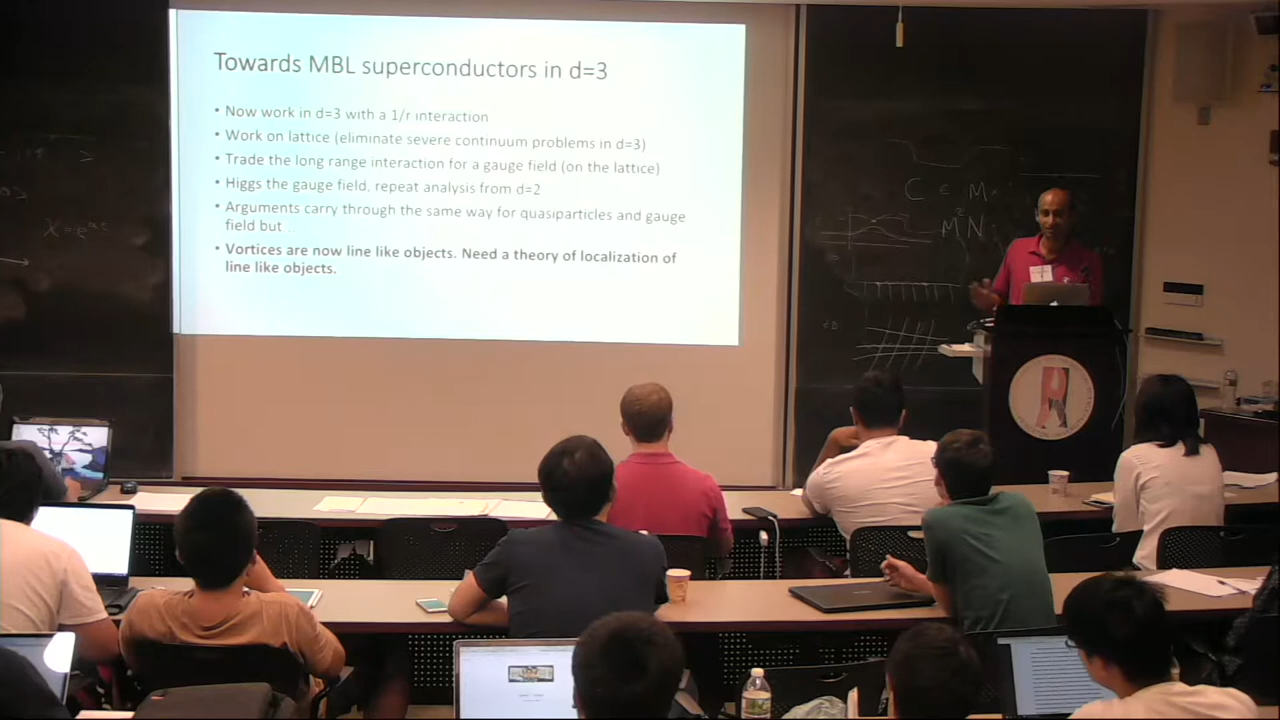 Towards MBL superconductors in d=3
• Now work in d=3 with a 1/r interaction
• Work on lattice (eliminate severe continuum problems in d=3)
• Trade the long range interaction for a gauge field (on the lattice)
• Higgs the gauge field, repeat analysis from d=2
• Arguments carry through the same way for quasiparticles and gauge
field but...
• Vortices are now line like objects. Need a theory of localization of
line like objects.